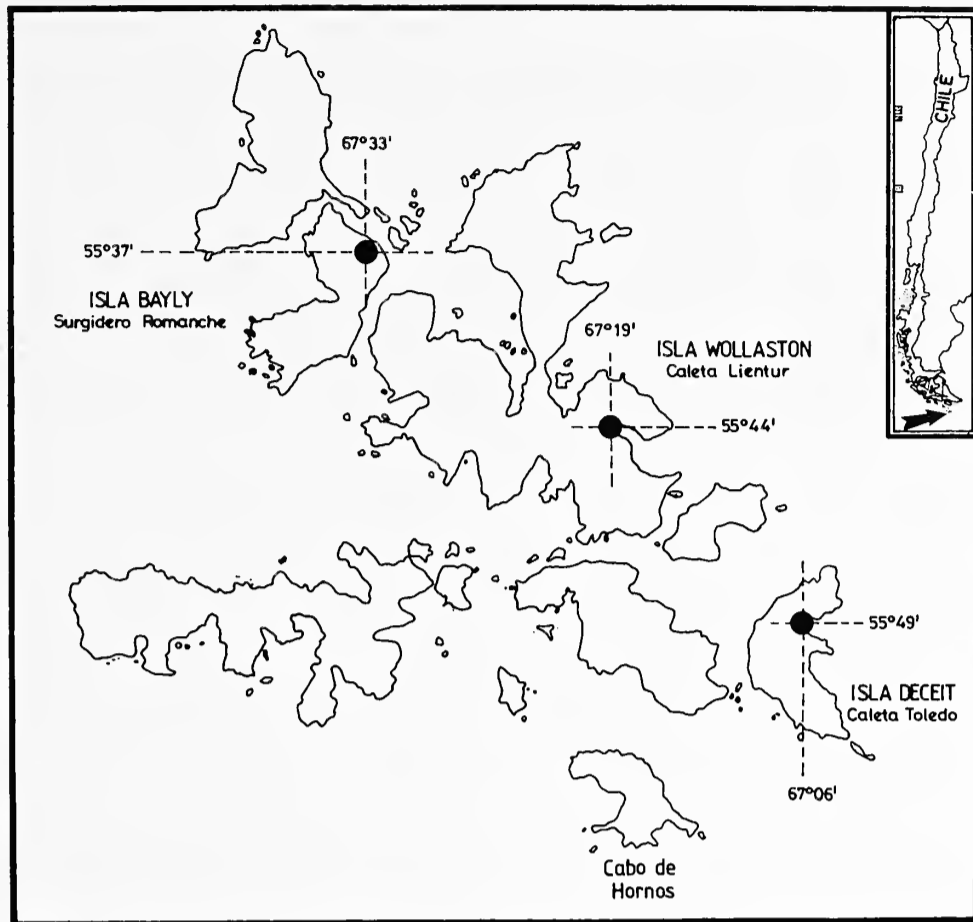 67°33'
55°37'
ISLA BAYLY
Surgidero Romanche
67°19'
ISLA WOLLASTON
Caleta Lientur
55°44'
55°49'
ISLA DECEIT
Caleta Toledo
67°06'
Cabo de
Hornos
CHILE